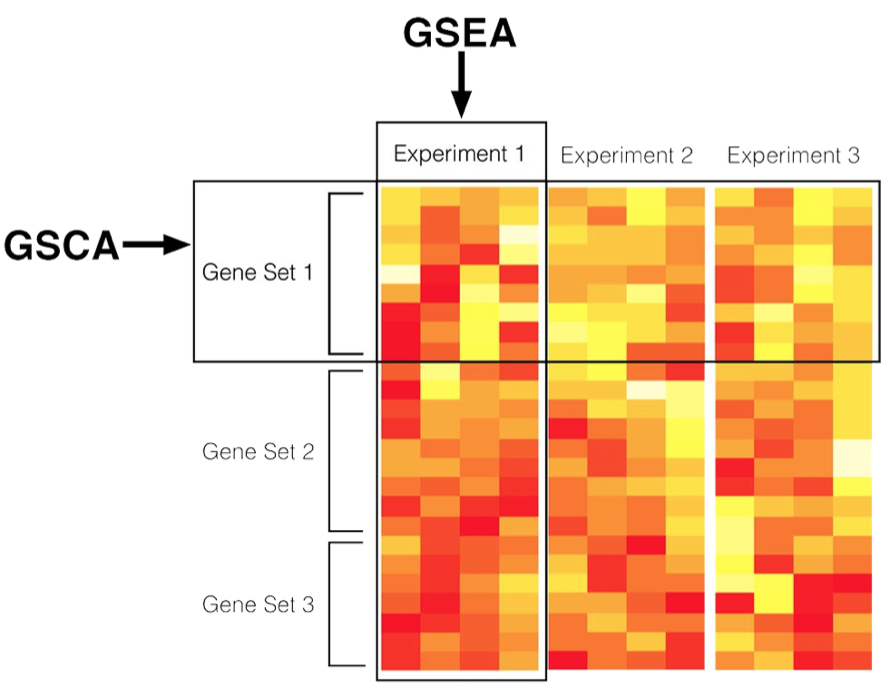 GSEA
Experiment 1
Experiment 2
Experiment 3
GSCA
Gene Set 1
Gene Set 2
Gene Set 3